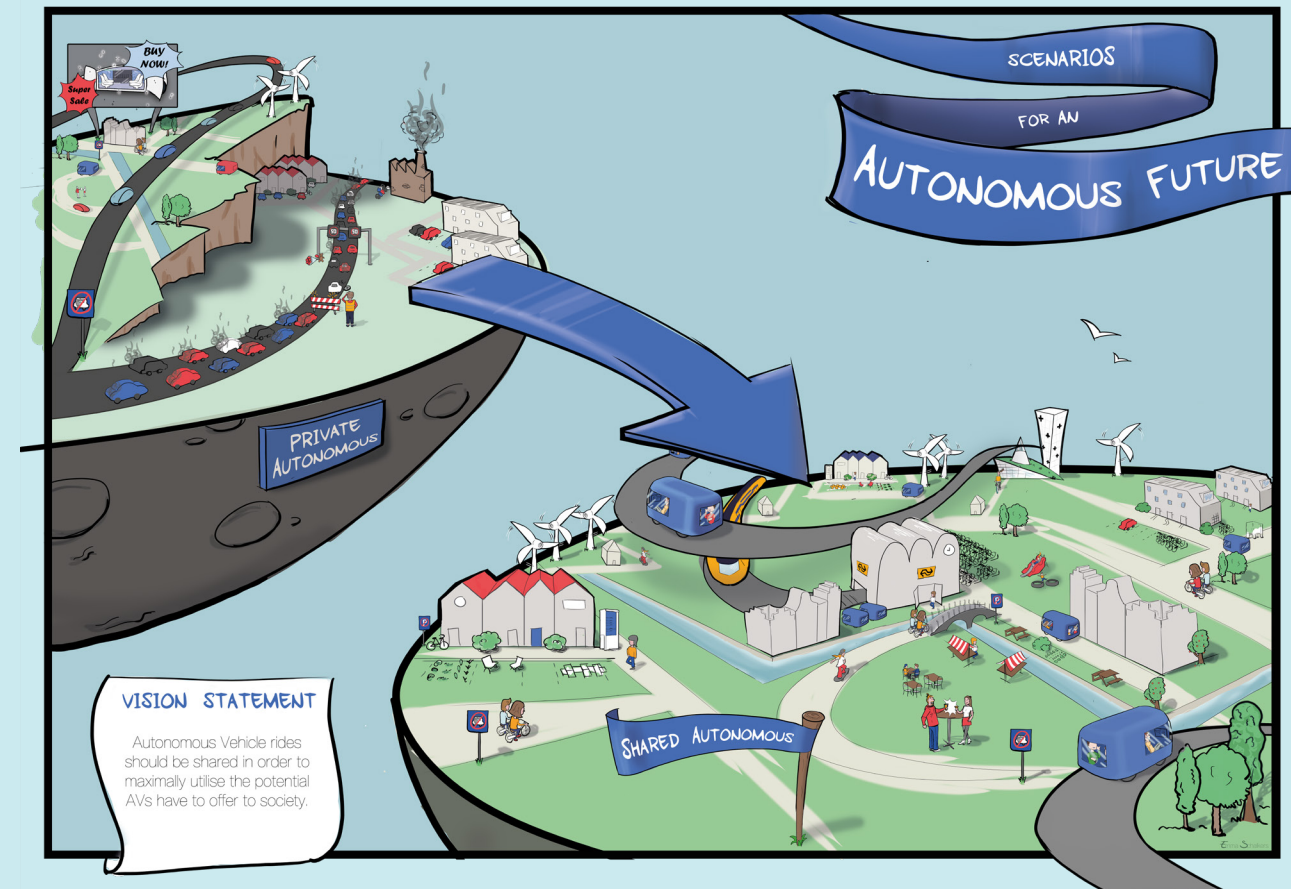 BUY
NOW!
Super
Sale
SCENARIOS
FOR AN
AUTONOMOUS FUTURE
50
PRIVATE
AUTONOMOUS
P
P
SHARED AUTONOMOUS
VISION STATEMENT
Autonomous Vehicle rides
should be shared in order to
maximally utilise the potential
AVs have to offer to society.